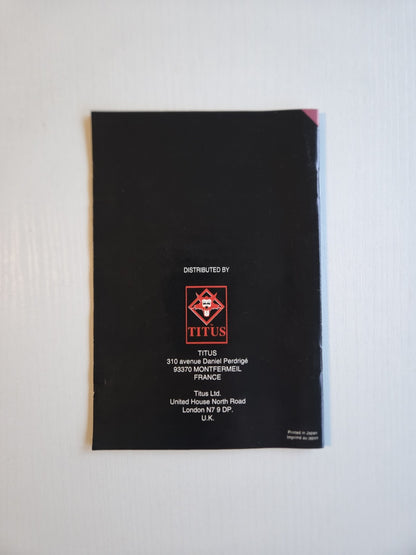 DISTRIBUTED BY
TITUS
TITUS
310 avenue Daniel Perdrigé
93370 MONTFERMEIL
FRANCE
Titus Ltd.
United House North Road
London N7 9 DP.
U.K.
Printed in Japan
Imprimé au Japon